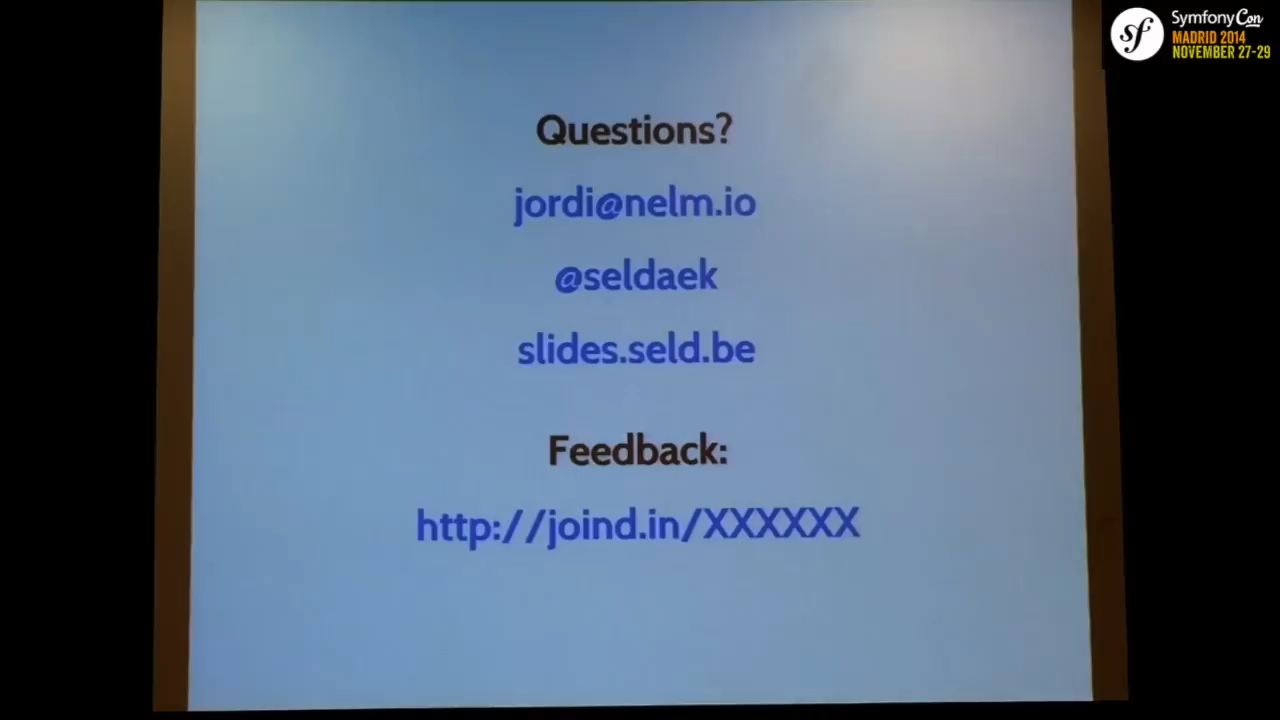 sf
SymfonyCon
MADRID 2014
NOVEMBER 27-29
Questions?
jordi@nelm.io
@seldaek
slides.seld.be
Feedback:
http://joind.in/XXXXXX